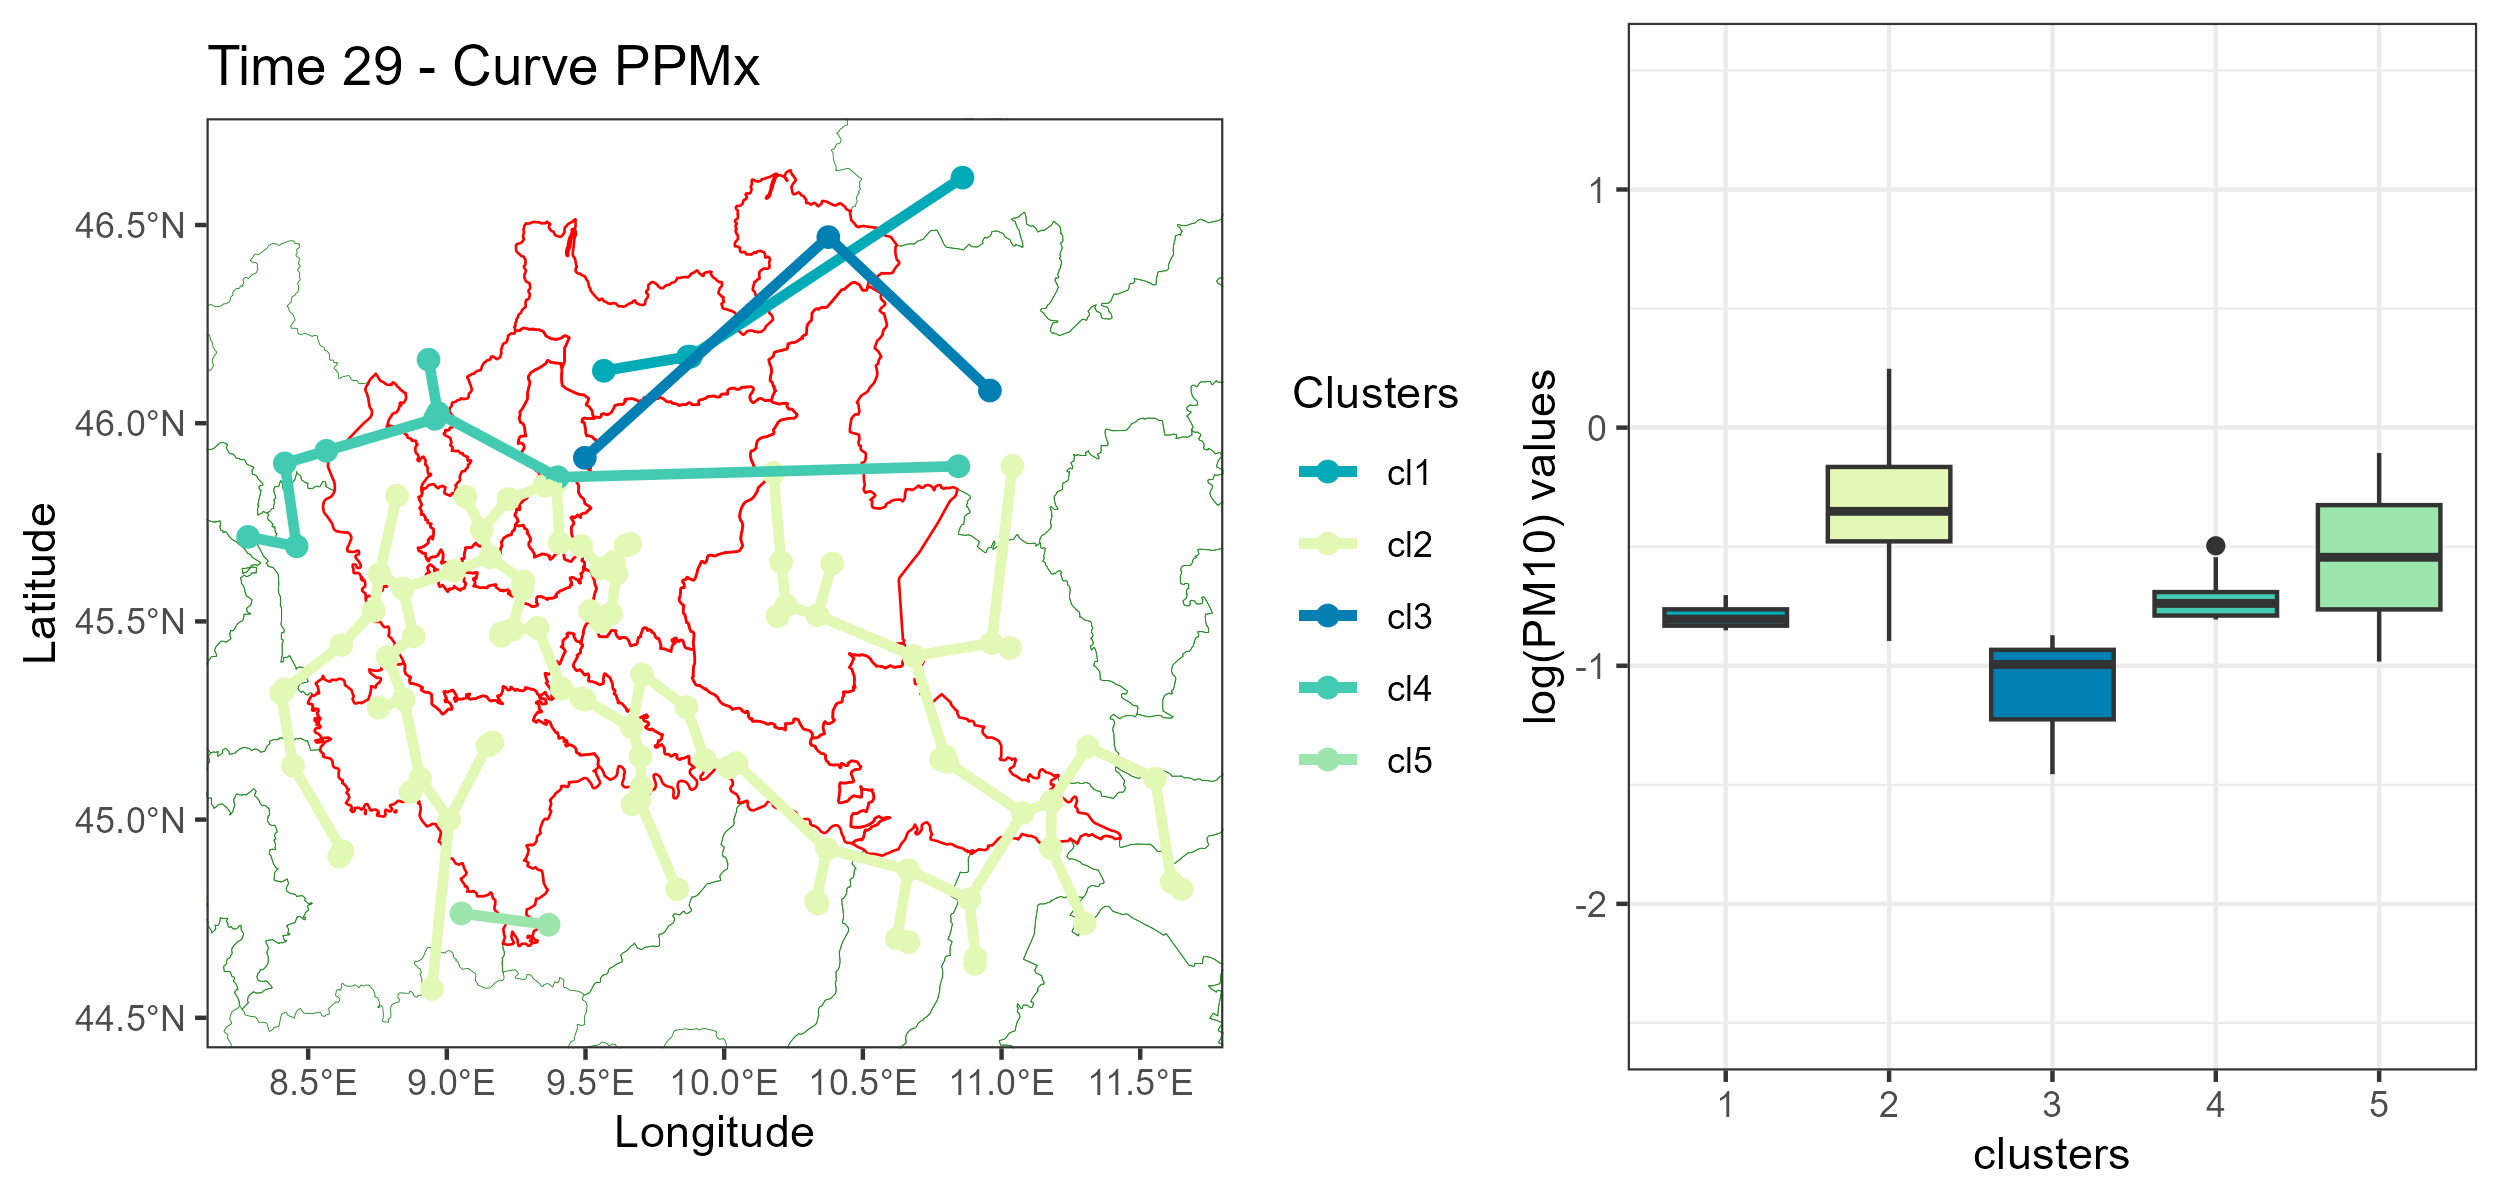 Time 29 - Curve PPMx
Latitude
46.5°N
46.0°N
45.5°N
45.0°N
44.5°N
8.5°E 9.0°E 9.5°E 10.0°E 10.5°E 11.0°E 11.5°E
Longitude
Clusters
cl1
cl2
cl3
cl4
cl5
log(PM10) values
1
0
-1
-2
1 2 3 4 5
clusters